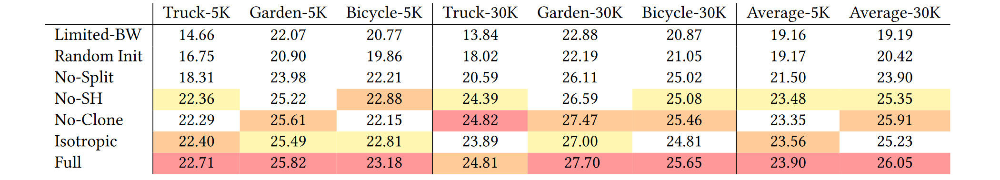 Truck-5K Garden-5K Bicycle-5K Truck-30K Garden-30K Bicycle-30K Average-5K Average-30K
Limited-BW 14.66 22.07 20.77 13.84 22.88 20.87 19.16 19.19
Random Init 16.75 20.90 19.86 18.02 22.19 21.05 19.17 20.42
No-Split 18.31 23.98 22.21 20.59 26.11 25.02 21.50 23.90
No-SH 22.36 25.22 22.88 24.39 26.59 25.08 23.48 25.35
No-Clone 22.29 25.61 22.15 24.82 27.47 25.46 23.35 25.91
Isotropic 22.40 25.49 22.81 23.89 27.00 24.81 23.56 25.23
Full 22.71 25.82 23.18 24.81 27.70 25.65 23.90 26.05